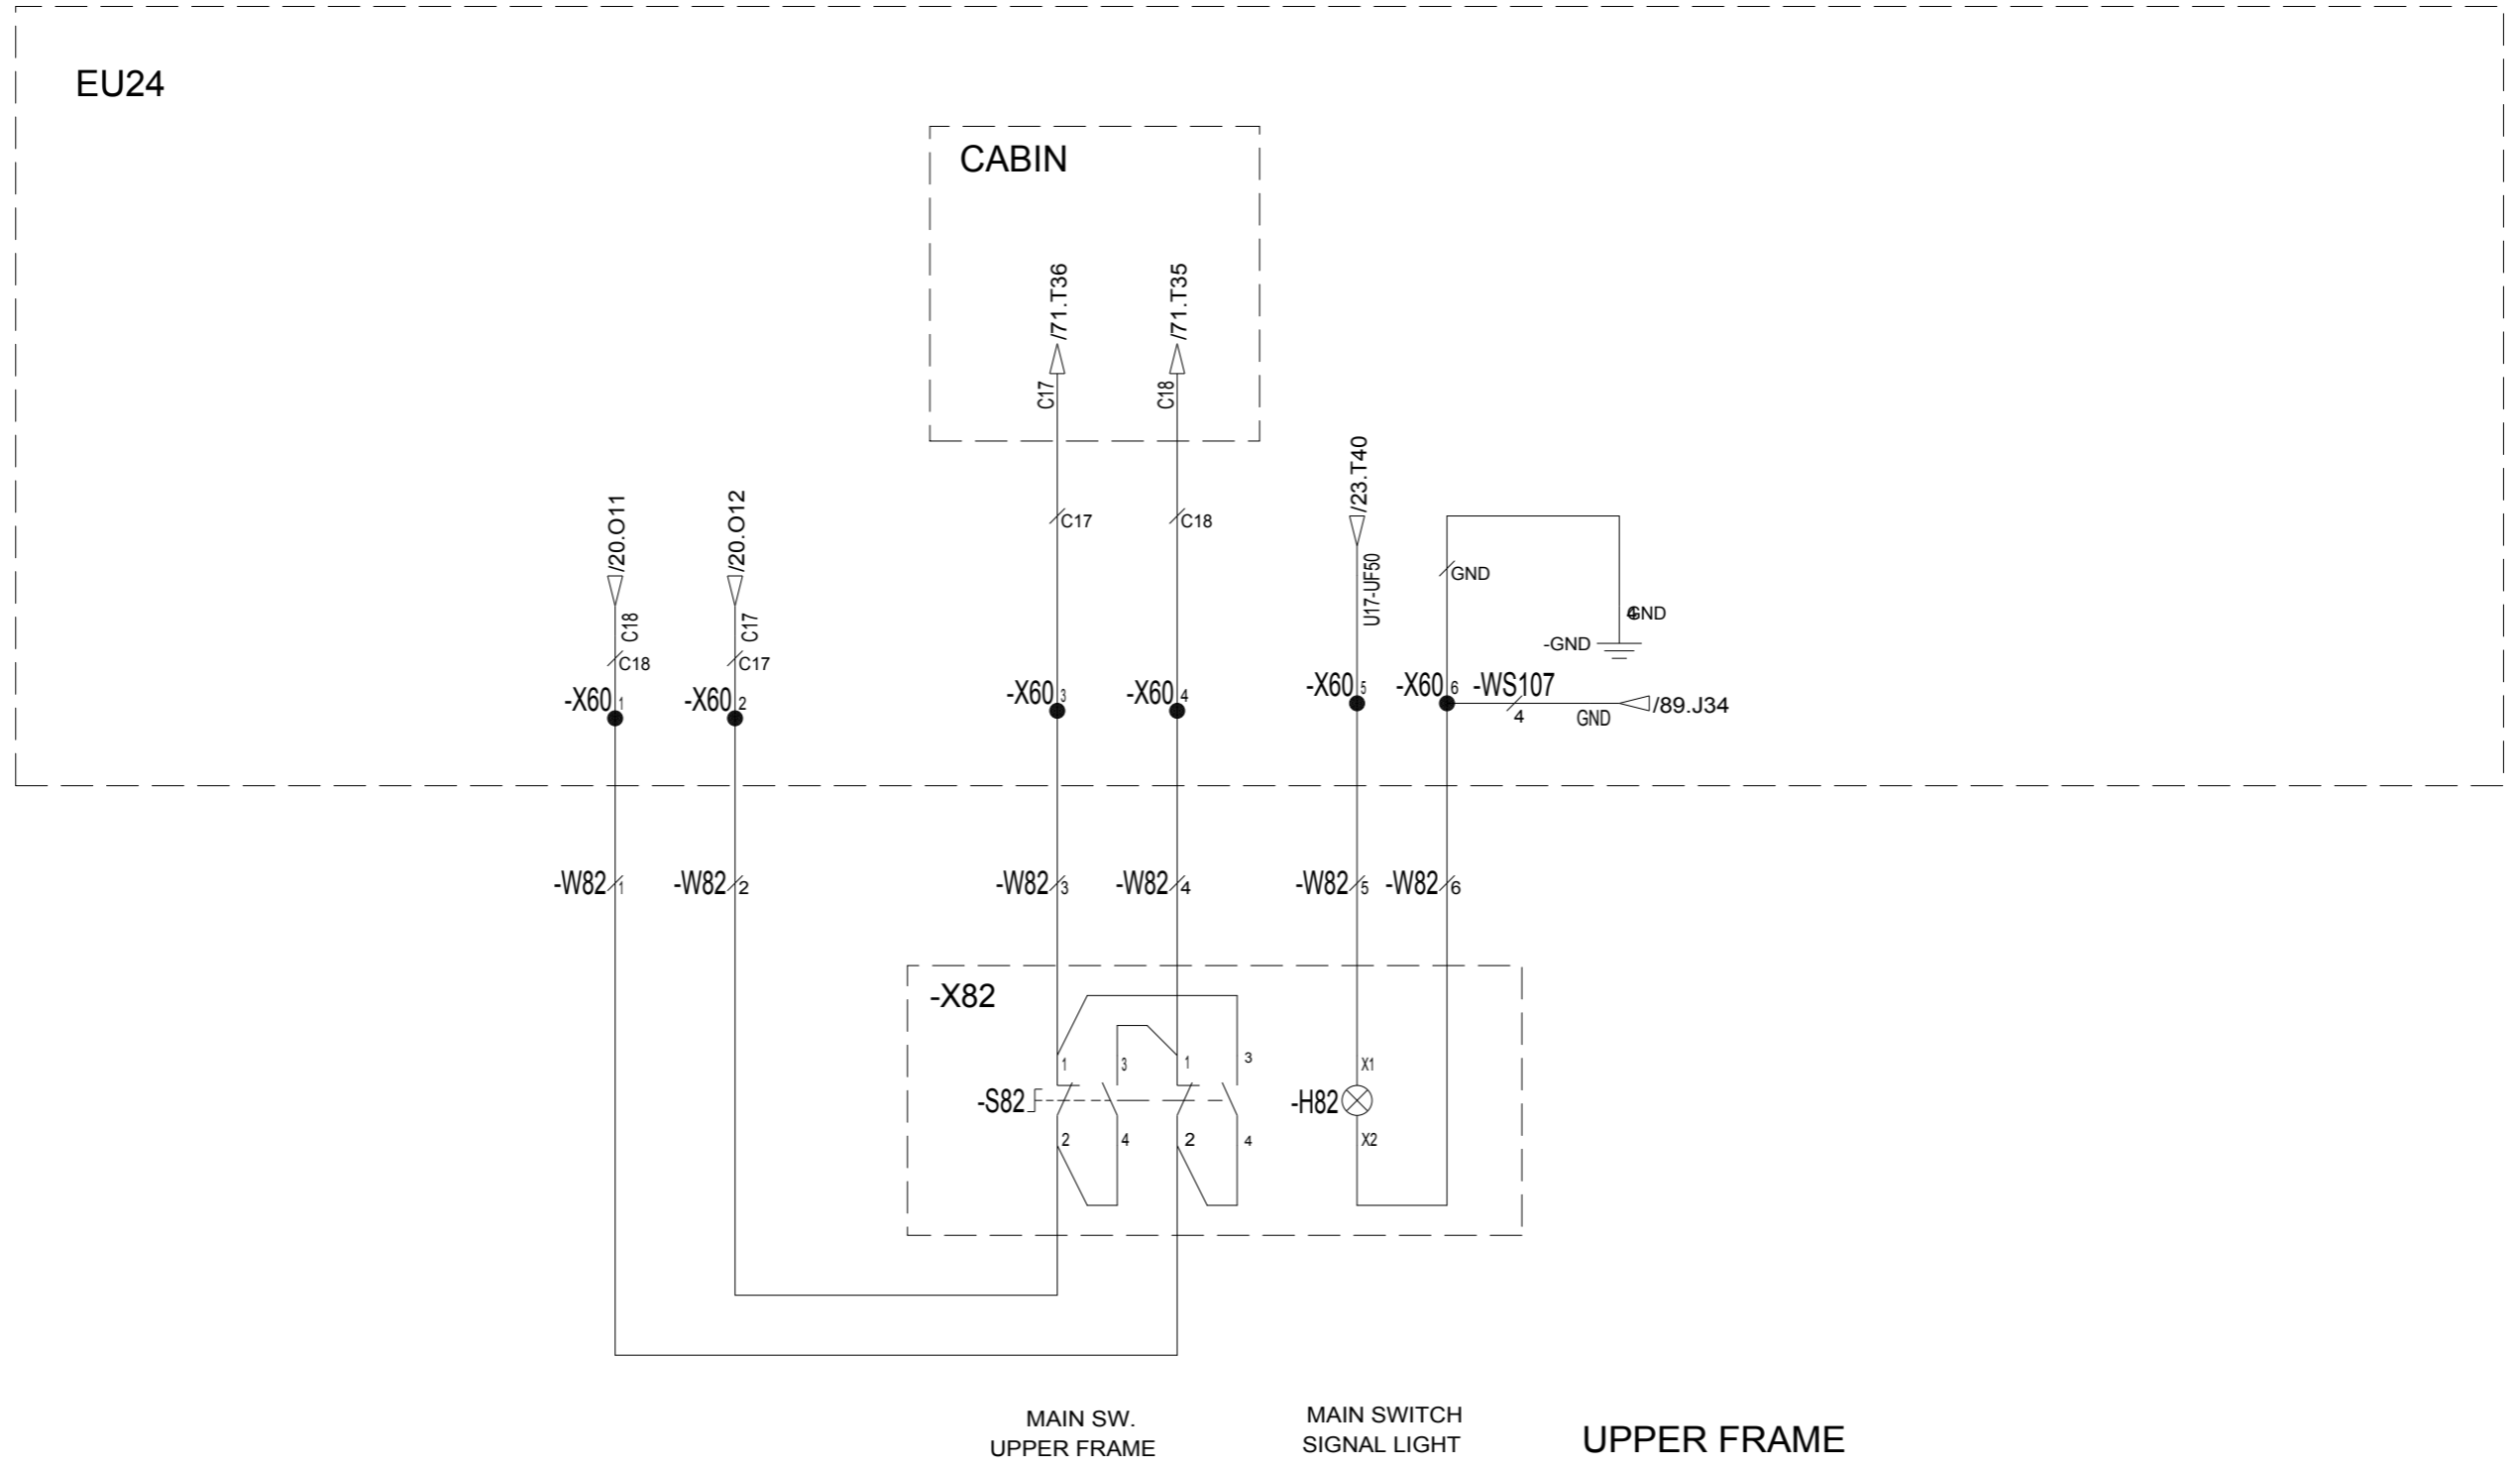 EU24
CABIN
/71.T36
/71.T35
C17
C18
/23.T40
/20.O11
/20.O12
C17
C18
U17-UF50
GND
C18
C17
GND
-GND
C18
C17
-X60 1
-X60 2
-X60 3
-X60 4
-X60 5
-X60 6
-WS107
4
GND
/89.J34
-W82 1
-W82 2
-W82 3
-W82 4
-W82 5
-W82 6
-X82
1
3
1
3
X1
-S82
-H82
2
4
2
4
X2
MAIN SW.
UPPER FRAME
MAIN SWITCH
SIGNAL LIGHT
UPPER FRAME